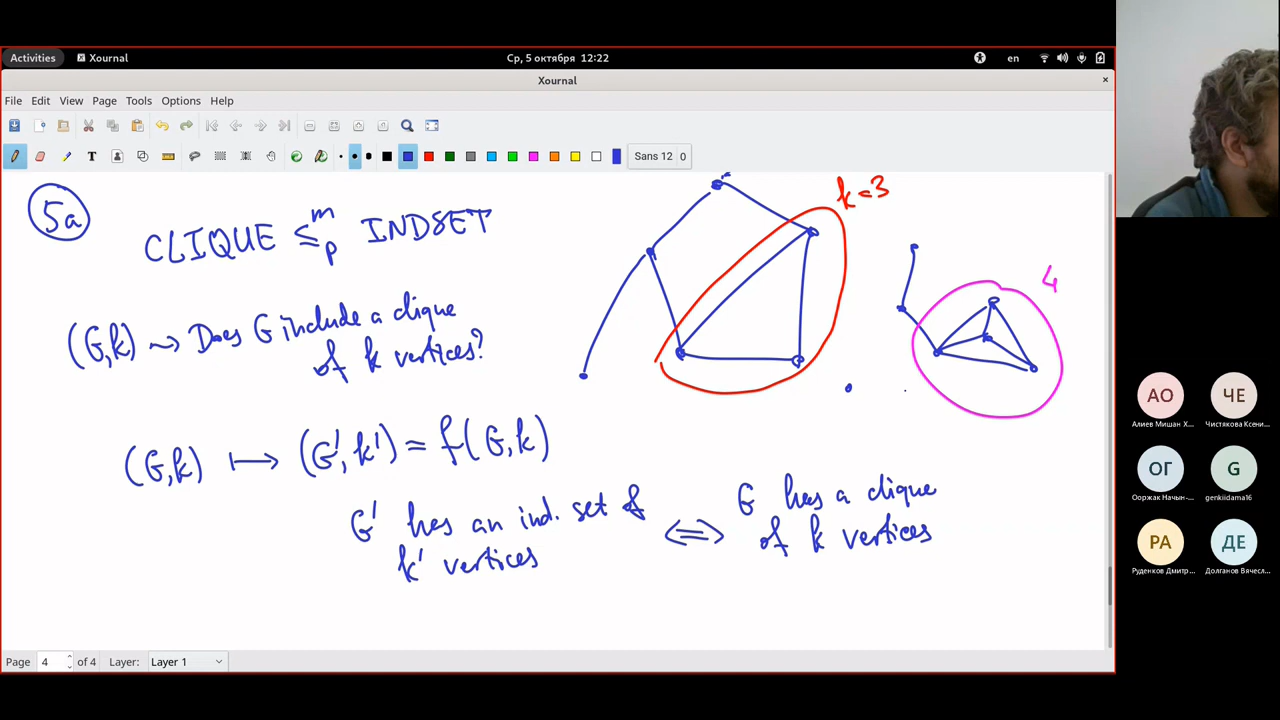 Activities
Xournal
Ср, 5 октября 12:22
en
Xournal
×
File Edit View Page Tools Options Help
T
Sans 12 0
5a
CLIQUE ≤ₚᵐ INDSET
k=3
4
(G,k) ⇝ Does G include a clique
of k vertices?
(G,k) ⟼ (G',k') = f(G,k)
G' has an ind. set of
k' vertices
⟺
G has a clique
of k vertices
АО
Алиев Мишан Х...
ЧЕ
Чистякова Ксени...
ОГ
Ооржак Начын-...
G
genkiidama16
РА
Руденков Дмитр...
ДЕ
Долганов Вячесл...
Page 4 of 4 Layer: Layer 1